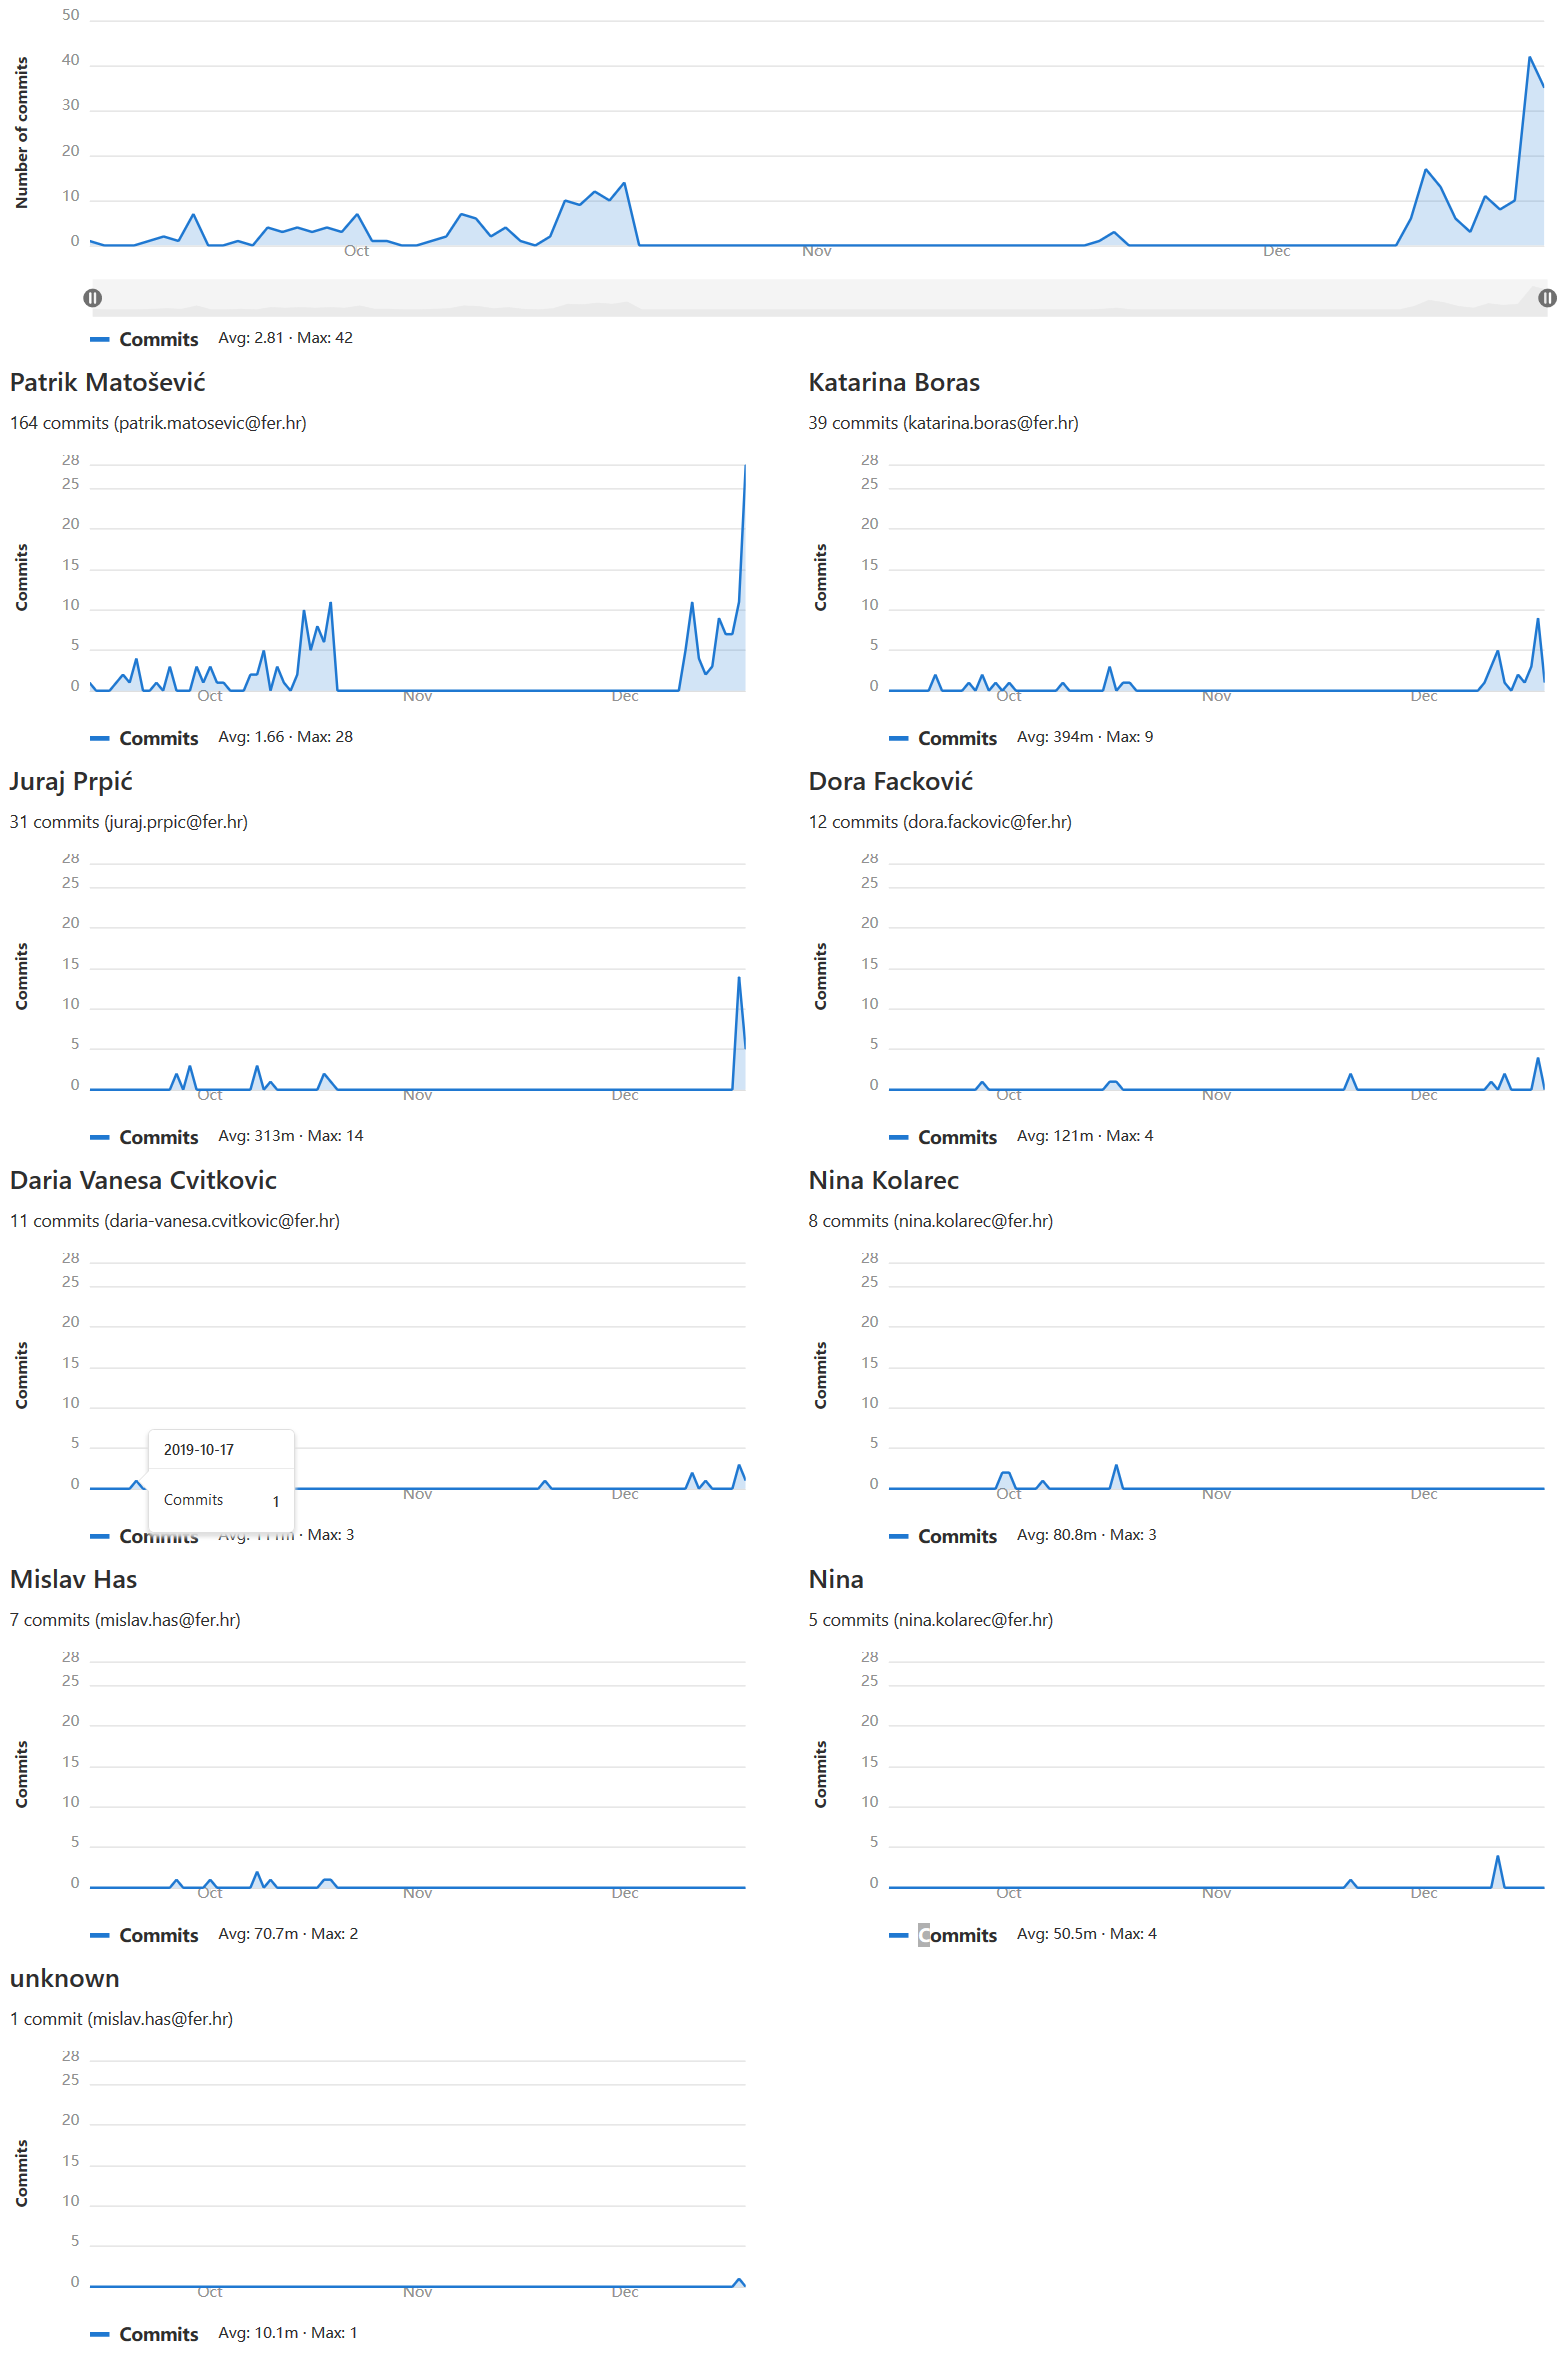 50
40
30
20
10
0
Number of commits
Oct Nov Dec
Commits Avg: 2.81 · Max: 42
Patrik Matošević
164 commits (patrik.matosevic@fer.hr)
28
25
20
15
10
5
0
Commits
Oct Nov Dec
Commits Avg: 1.66 · Max: 28
Katarina Boras
39 commits (katarina.boras@fer.hr)
28
25
20
15
10
5
0
Commits
Oct Nov Dec
Commits Avg: 394m · Max: 9
Juraj Prpić
31 commits (juraj.prpic@fer.hr)
28
25
20
15
10
5
0
Commits
Oct Nov Dec
Commits Avg: 313m · Max: 14
Dora Facković
12 commits (dora.fackovic@fer.hr)
28
25
20
15
10
5
0
Commits
Oct Nov Dec
Commits Avg: 121m · Max: 4
Daria Vanesa Cvitkovic
11 commits (daria-vanesa.cvitkovic@fer.hr)
28
25
20
15
10
5
0
Commits
2019-10-17
Commits 1
Nov Dec
Commits Avg: · Max: 3
Nina Kolarec
8 commits (nina.kolarec@fer.hr)
28
25
20
15
10
5
0
Commits
Oct Nov Dec
Commits Avg: 80.8m · Max: 3
Mislav Has
7 commits (mislav.has@fer.hr)
28
25
20
15
10
5
0
Commits
Oct Nov Dec
Commits Avg: 70.7m · Max: 2
Nina
5 commits (nina.kolarec@fer.hr)
28
25
20
15
10
5
0
Commits
Oct Nov Dec
Commits Avg: 50.5m · Max: 4
unknown
1 commit (mislav.has@fer.hr)
28
25
20
15
10
5
0
Commits
Oct Nov Dec
Commits Avg: 10.1m · Max: 1